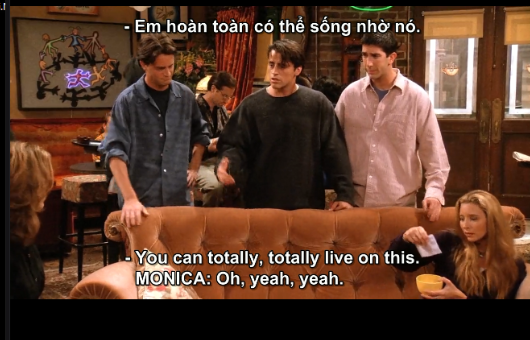 - Em hoàn toàn có thể sống nhờ nó.
- You can totally, totally live on this.
MONICA: Oh, yeah, yeah.